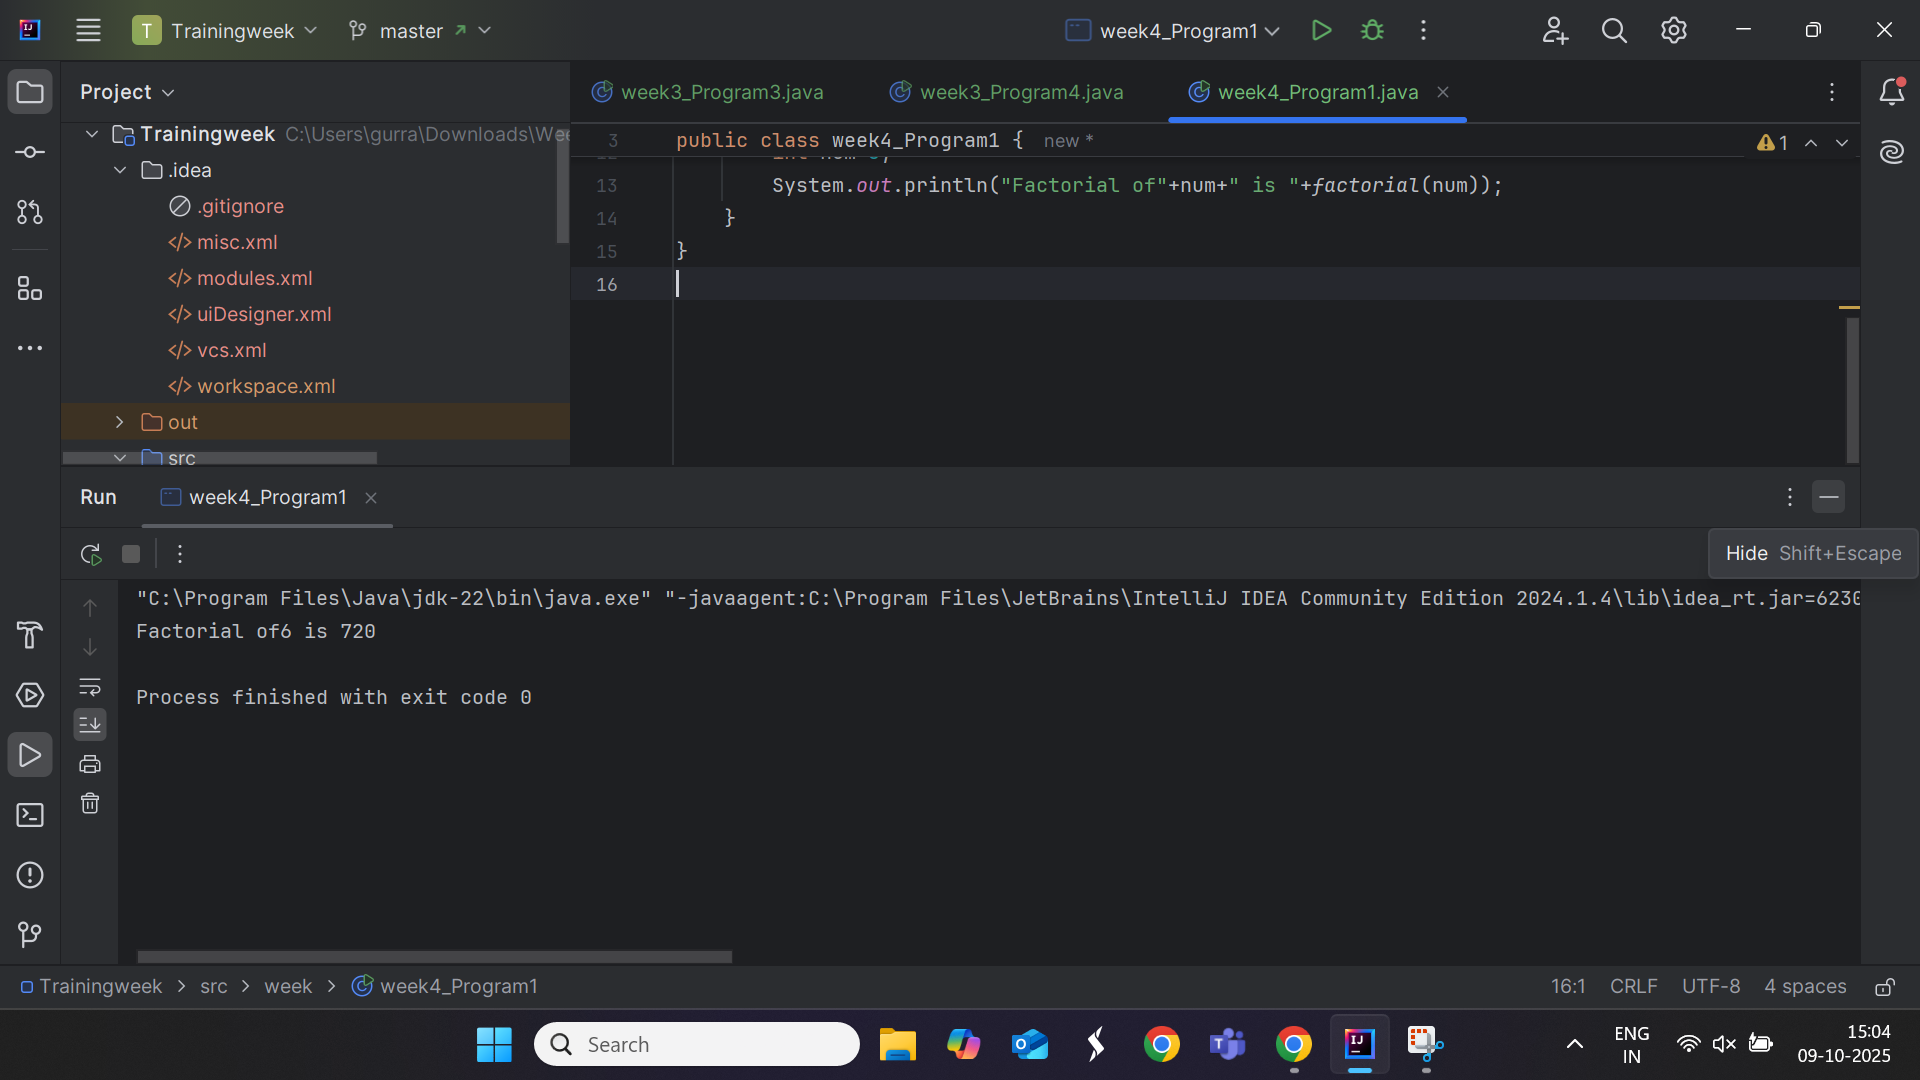 T Trainingweek master week4_Program1
Project week3_Program3.java week3_Program4.java week4_Program1.java
Trainingweek C:\Users\gurra\Downloads\We
.idea
.gitignore
misc.xml
modules.xml
uiDesigner.xml
vcs.xml
workspace.xml
out
src
3 public class week4_Program1 { new * 1
13 System.out.println("Factorial of"+num+" is "+factorial(num));
14 }
15 }
16
Run week4_Program1
Hide Shift+Escape
"C:\Program Files\Java\jdk-22\bin\java.exe" "-javaagent:C:\Program Files\JetBrains\IntelliJ IDEA Community Edition 2024.1.4\lib\idea_rt.jar=6230
Factorial of6 is 720
Process finished with exit code 0
Trainingweek > src > week > week4_Program1 16:1 CRLF UTF-8 4 spaces
Search
ENG
IN
15:04
09-10-2025